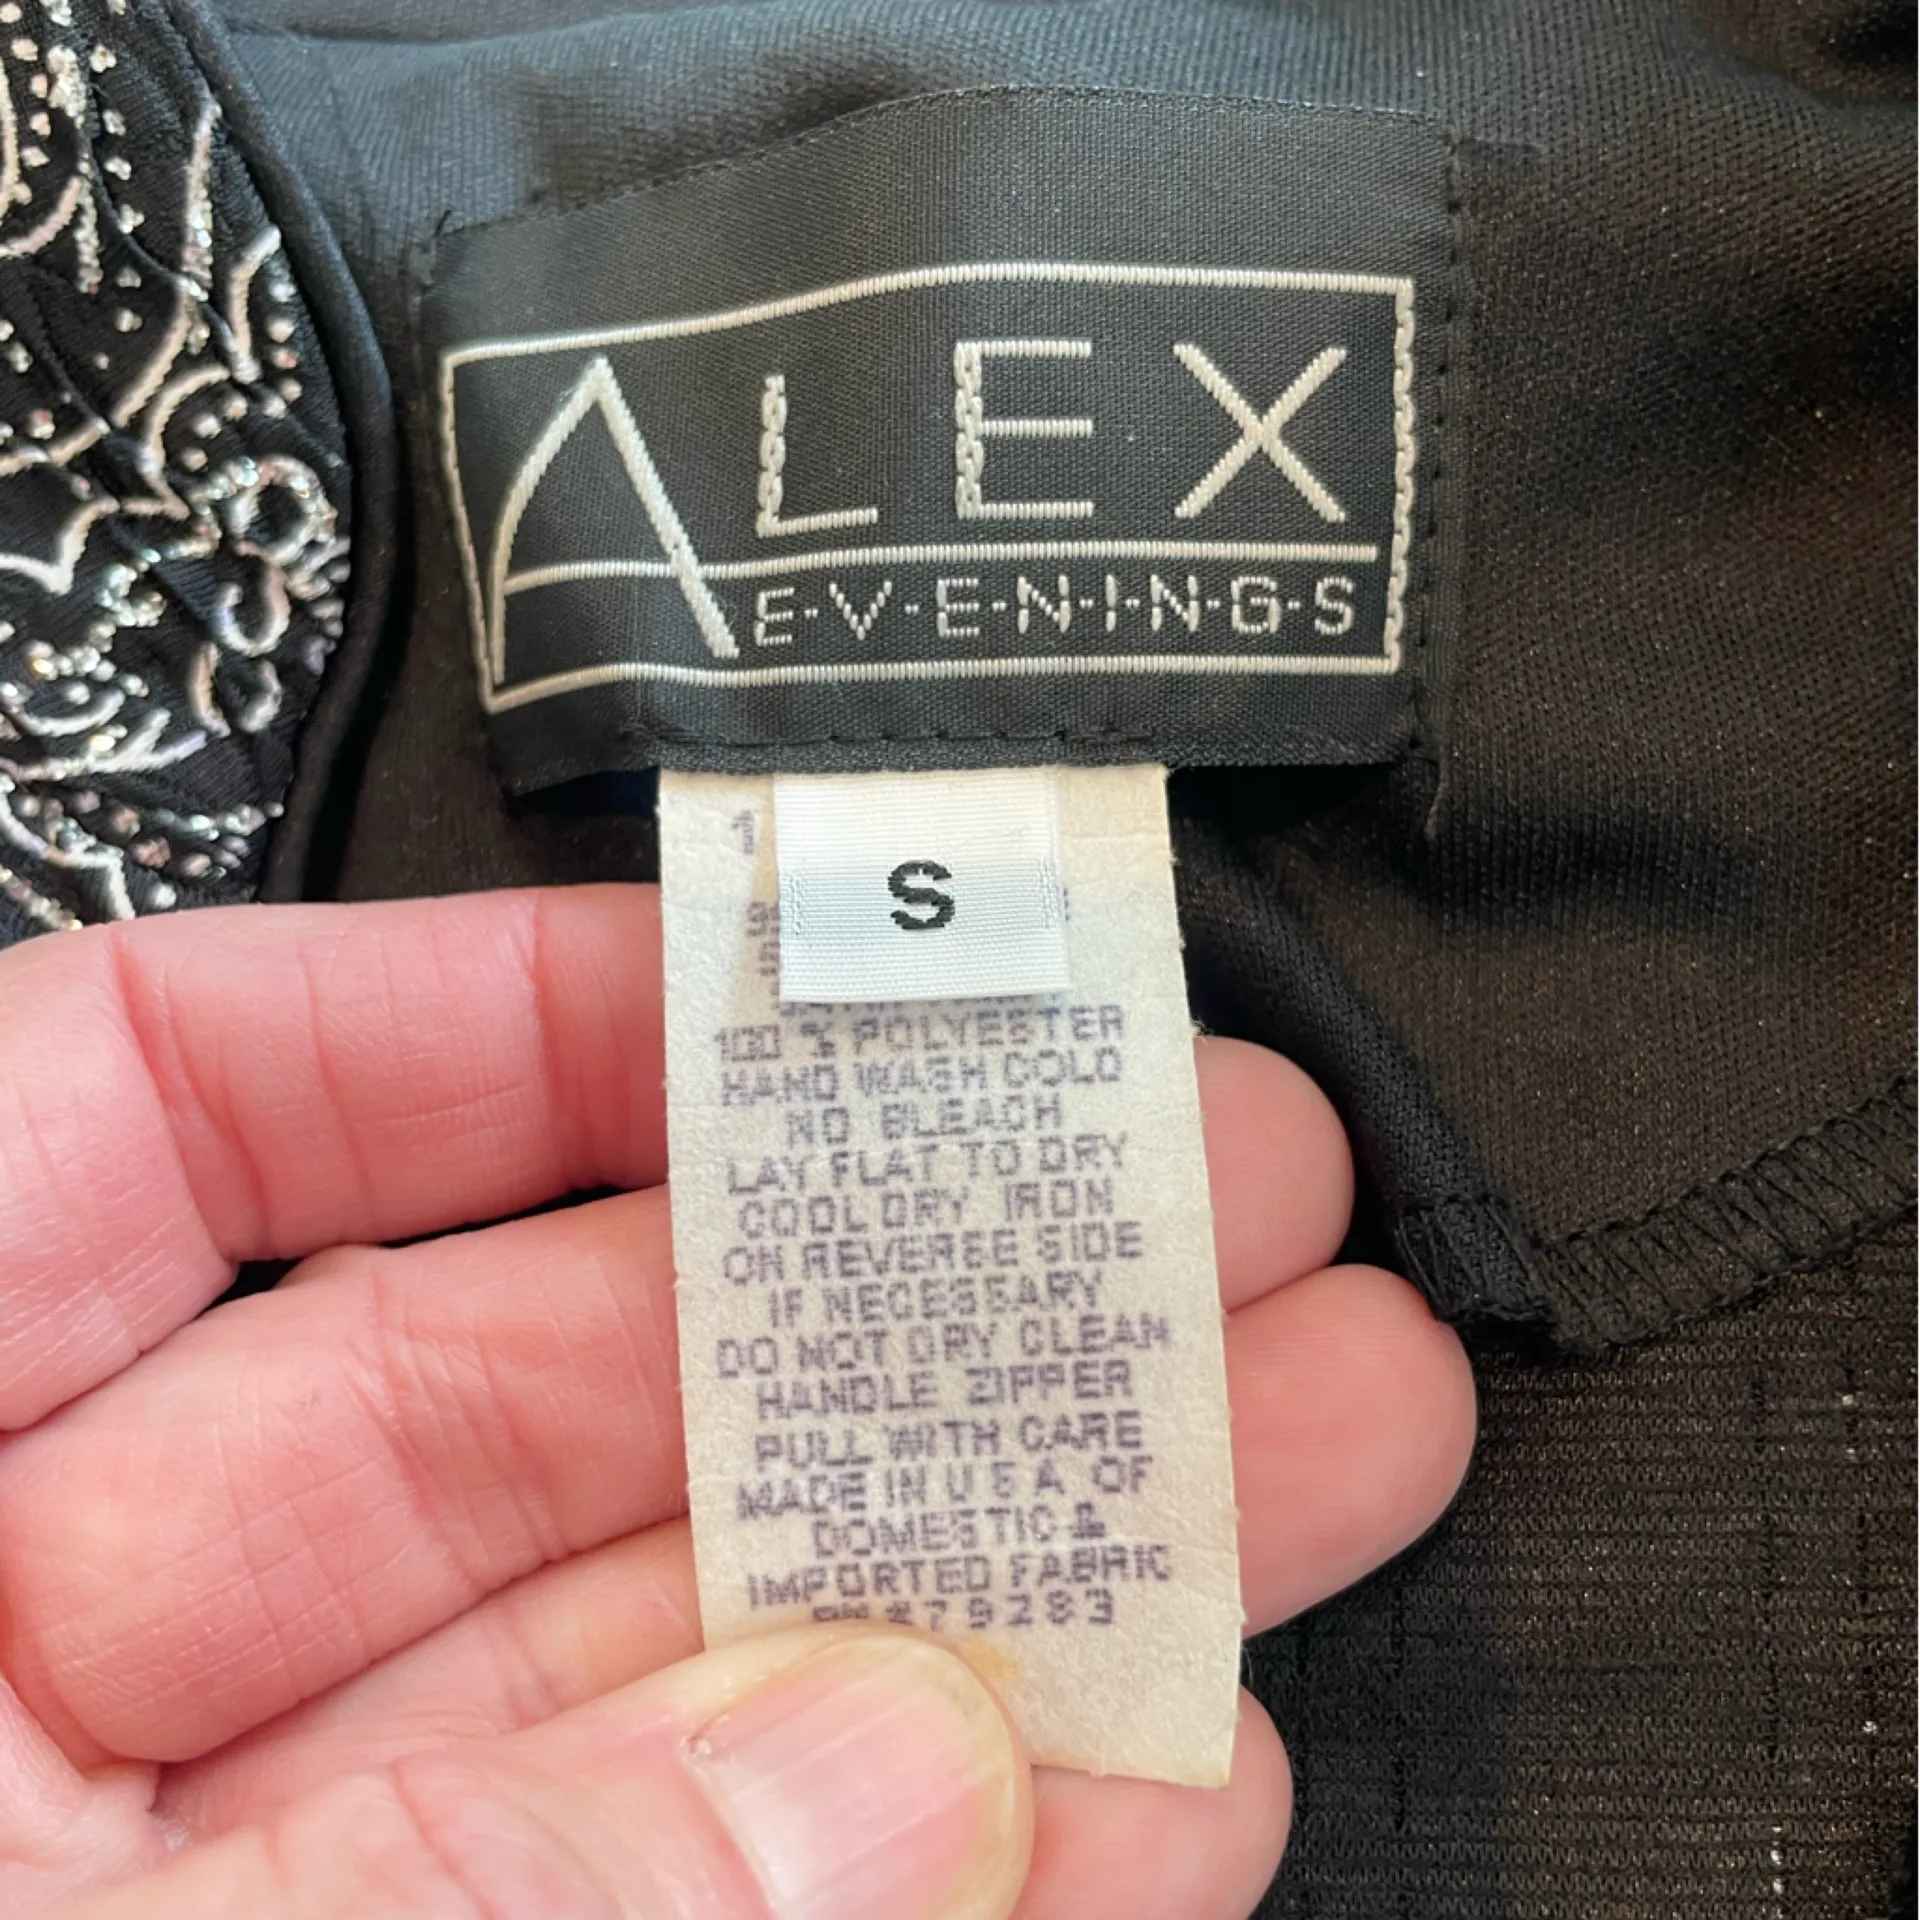 ALEX
E·V·E·N·I·N·G·S
S
100 % POLYESTER
HAND WASH COLD
NO BLEACH
LAY FLAT TO DRY
COOL DRY IRON
ON REVERSE SIDE
IF NECESSARY
DO NOT DRY CLEAN
HANDLE ZIPPER
PULL WITH CARE
MADE IN U S A OF
DOMESTIC &
IMPORTED FABRIC
79283